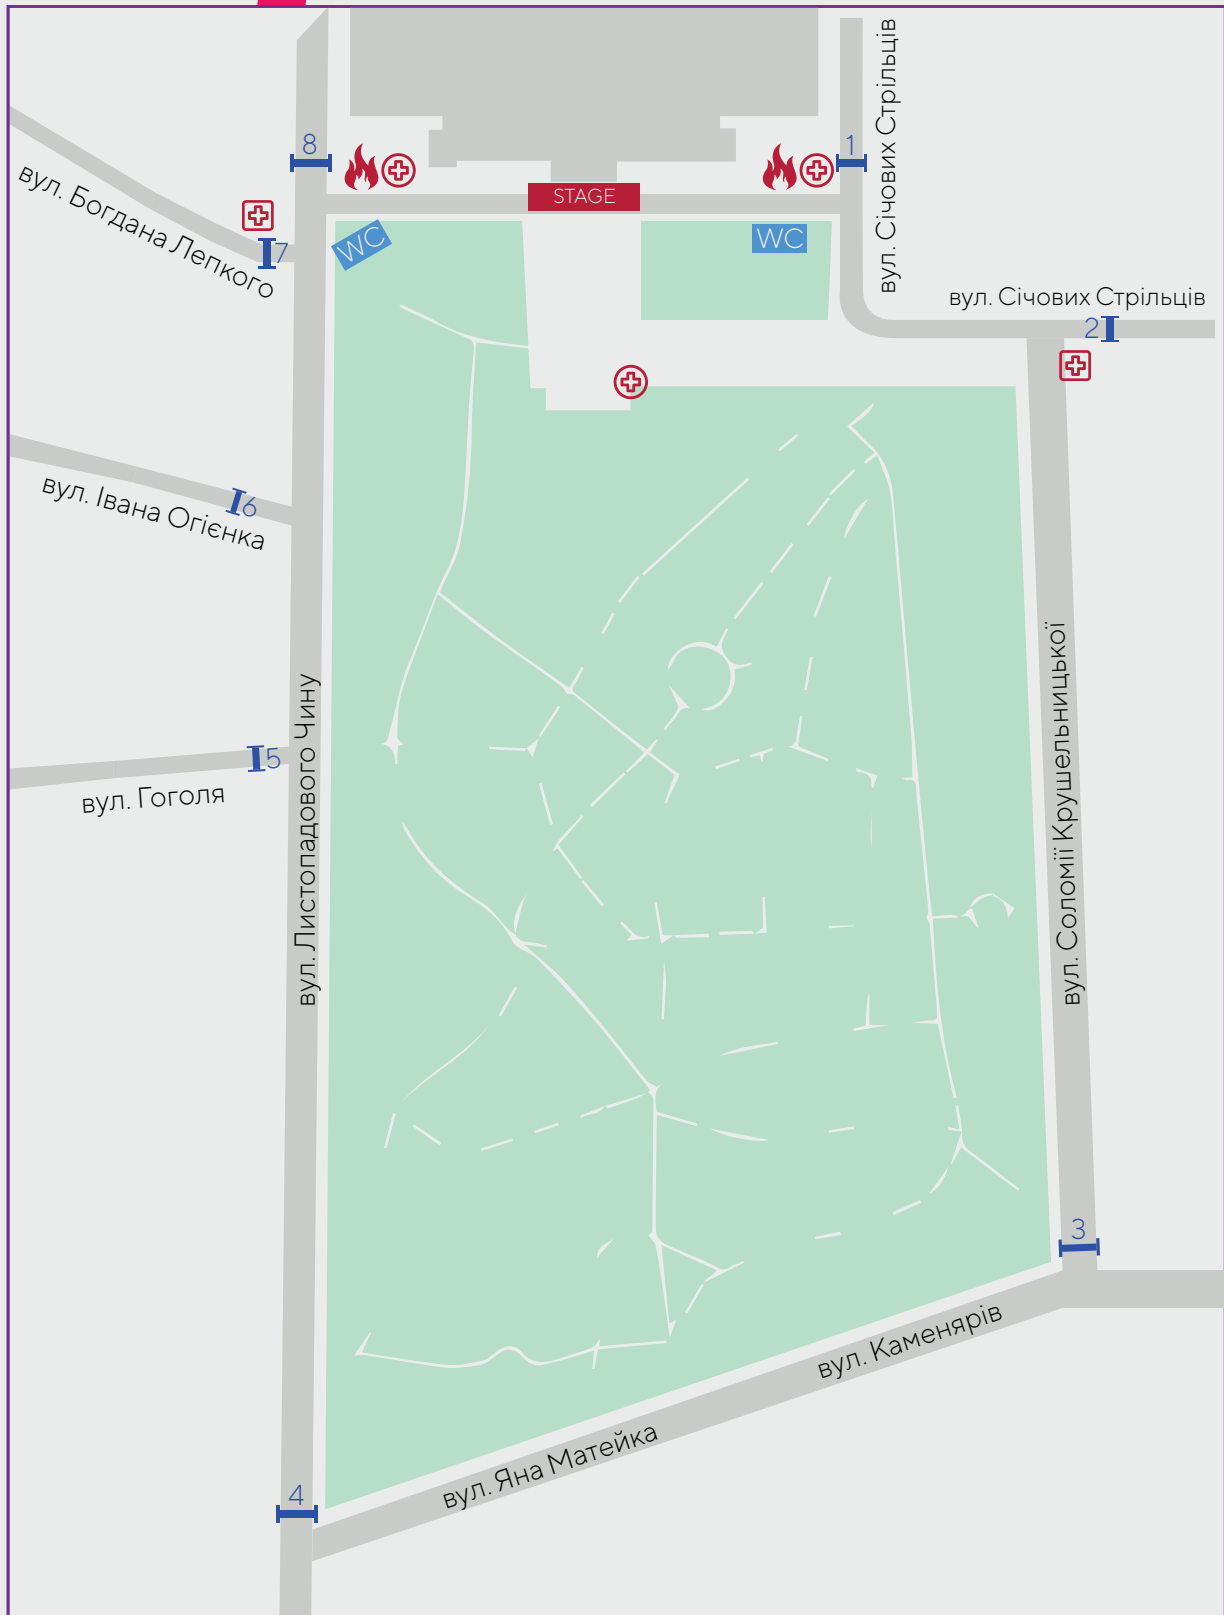 вул. Січових Стрільців
8
1
STAGE
вул. Богдана Лепкого
7
WC
WC
вул. Січових Стрільців
2
вул. Івана Огієнка
6
вул. Листопадового Чину
вул. Соломії Крушельницької
5
вул. Гоголя
3
вул. Каменярів
вул. Яна Матейка
4